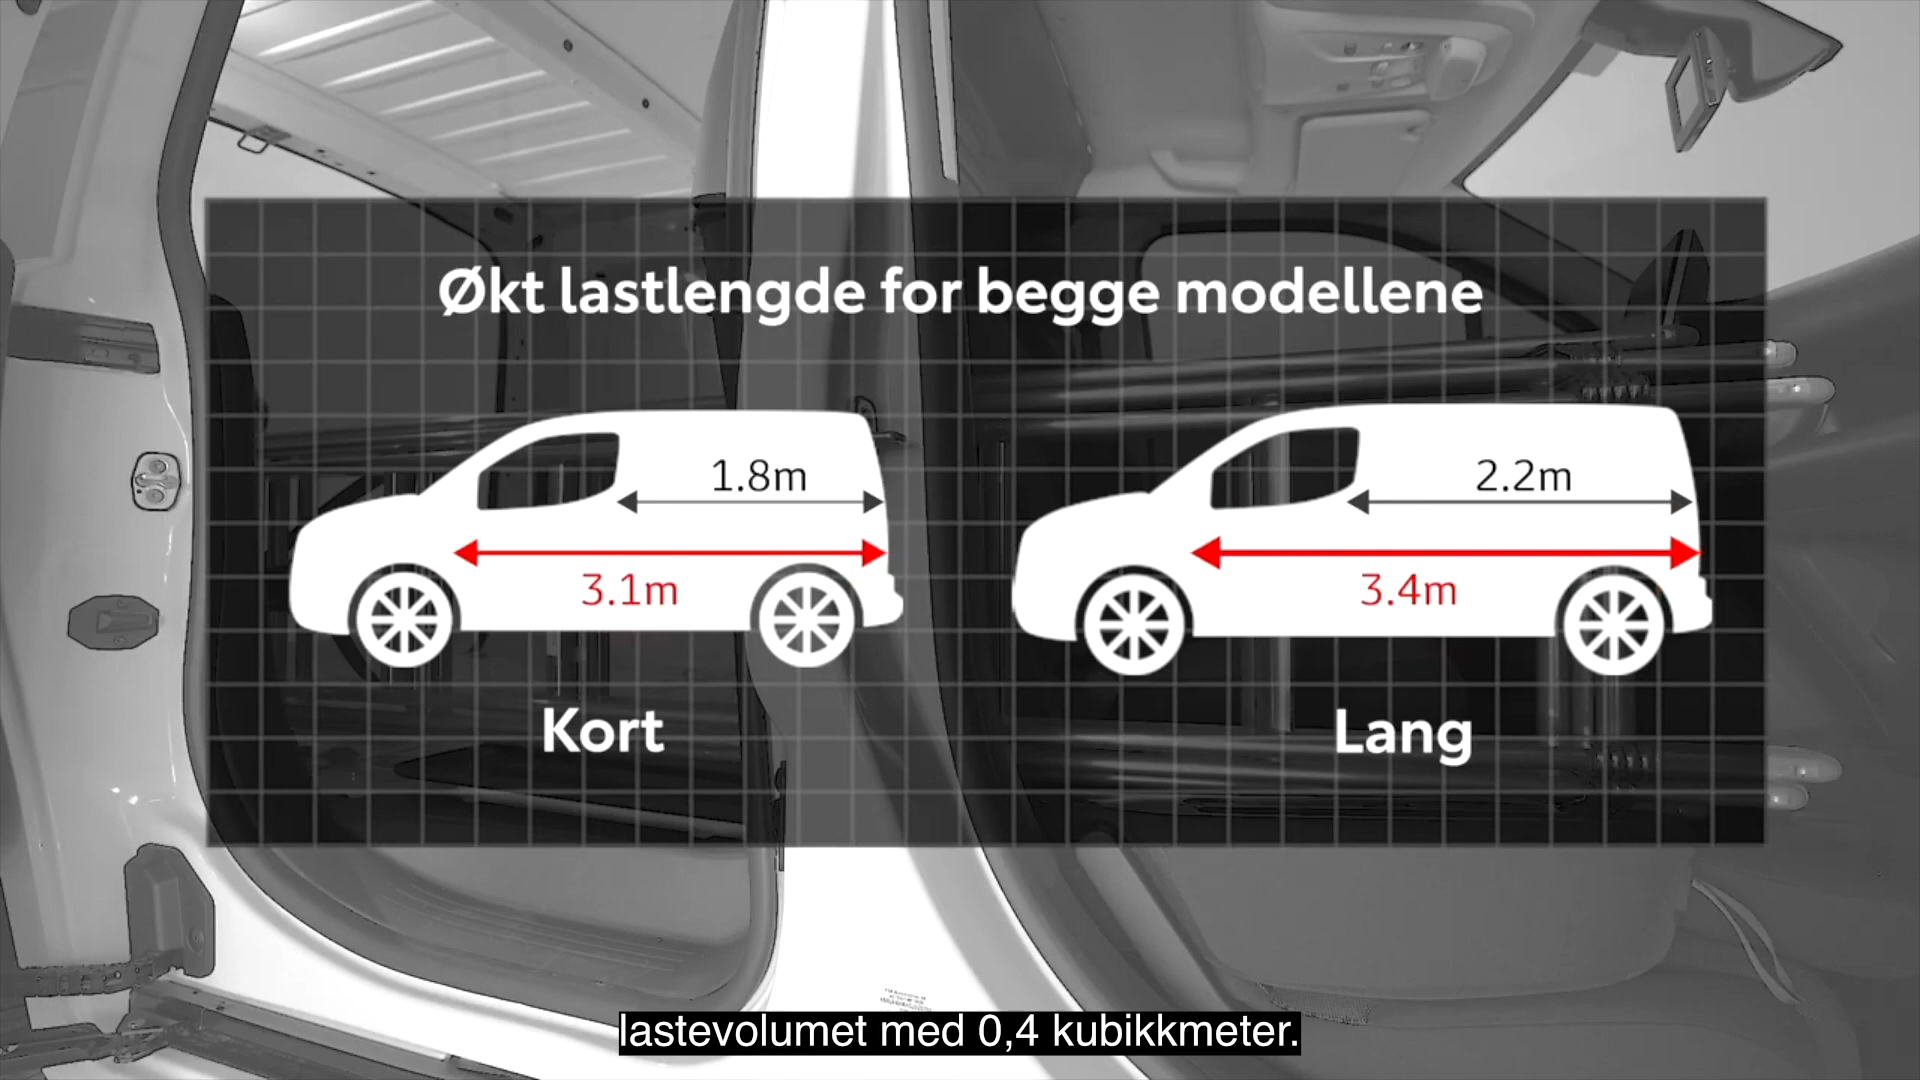 Økt lastlengde for begge modellene
1.8m
2.2m
3.1m
3.4m
Kort
Lang
lastevolumet med 0,4 kubikkmeter.